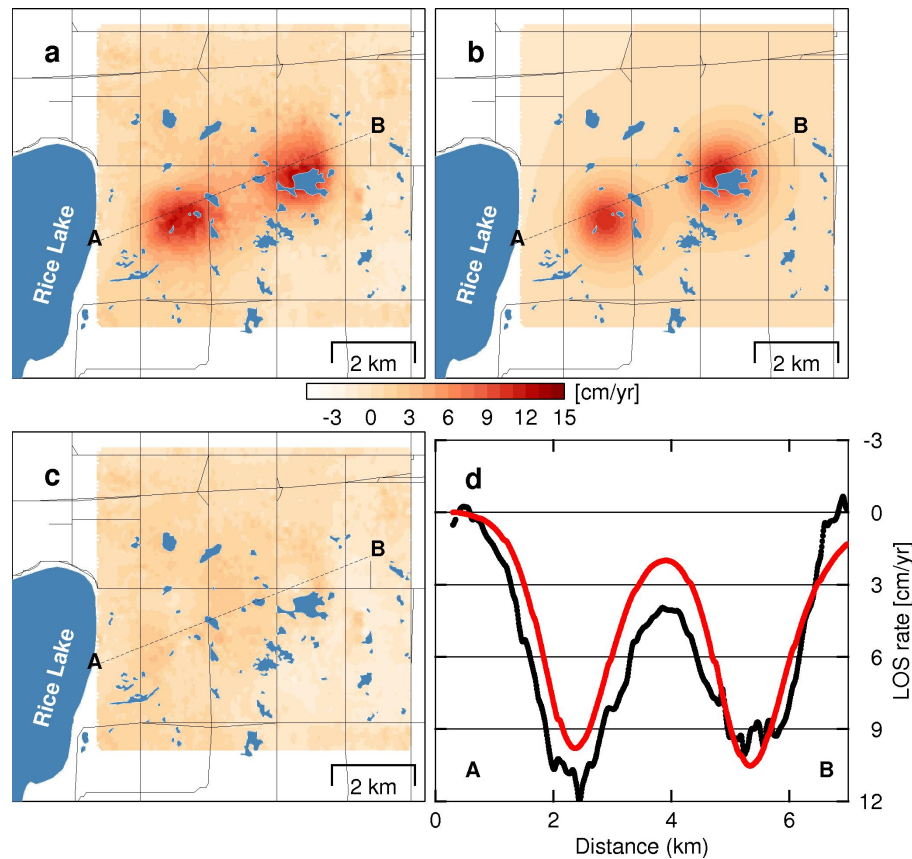 a
B
A
Rice Lake
2 km
b
B
A
Rice Lake
2 km
[cm/yr]
-3 0 3 6 9 12 15
c
B
A
Rice Lake
2 km
d
-3
0
3
6
9
12
LOS rate [cm/yr]
A
B
0 2 4 6
Distance (km)